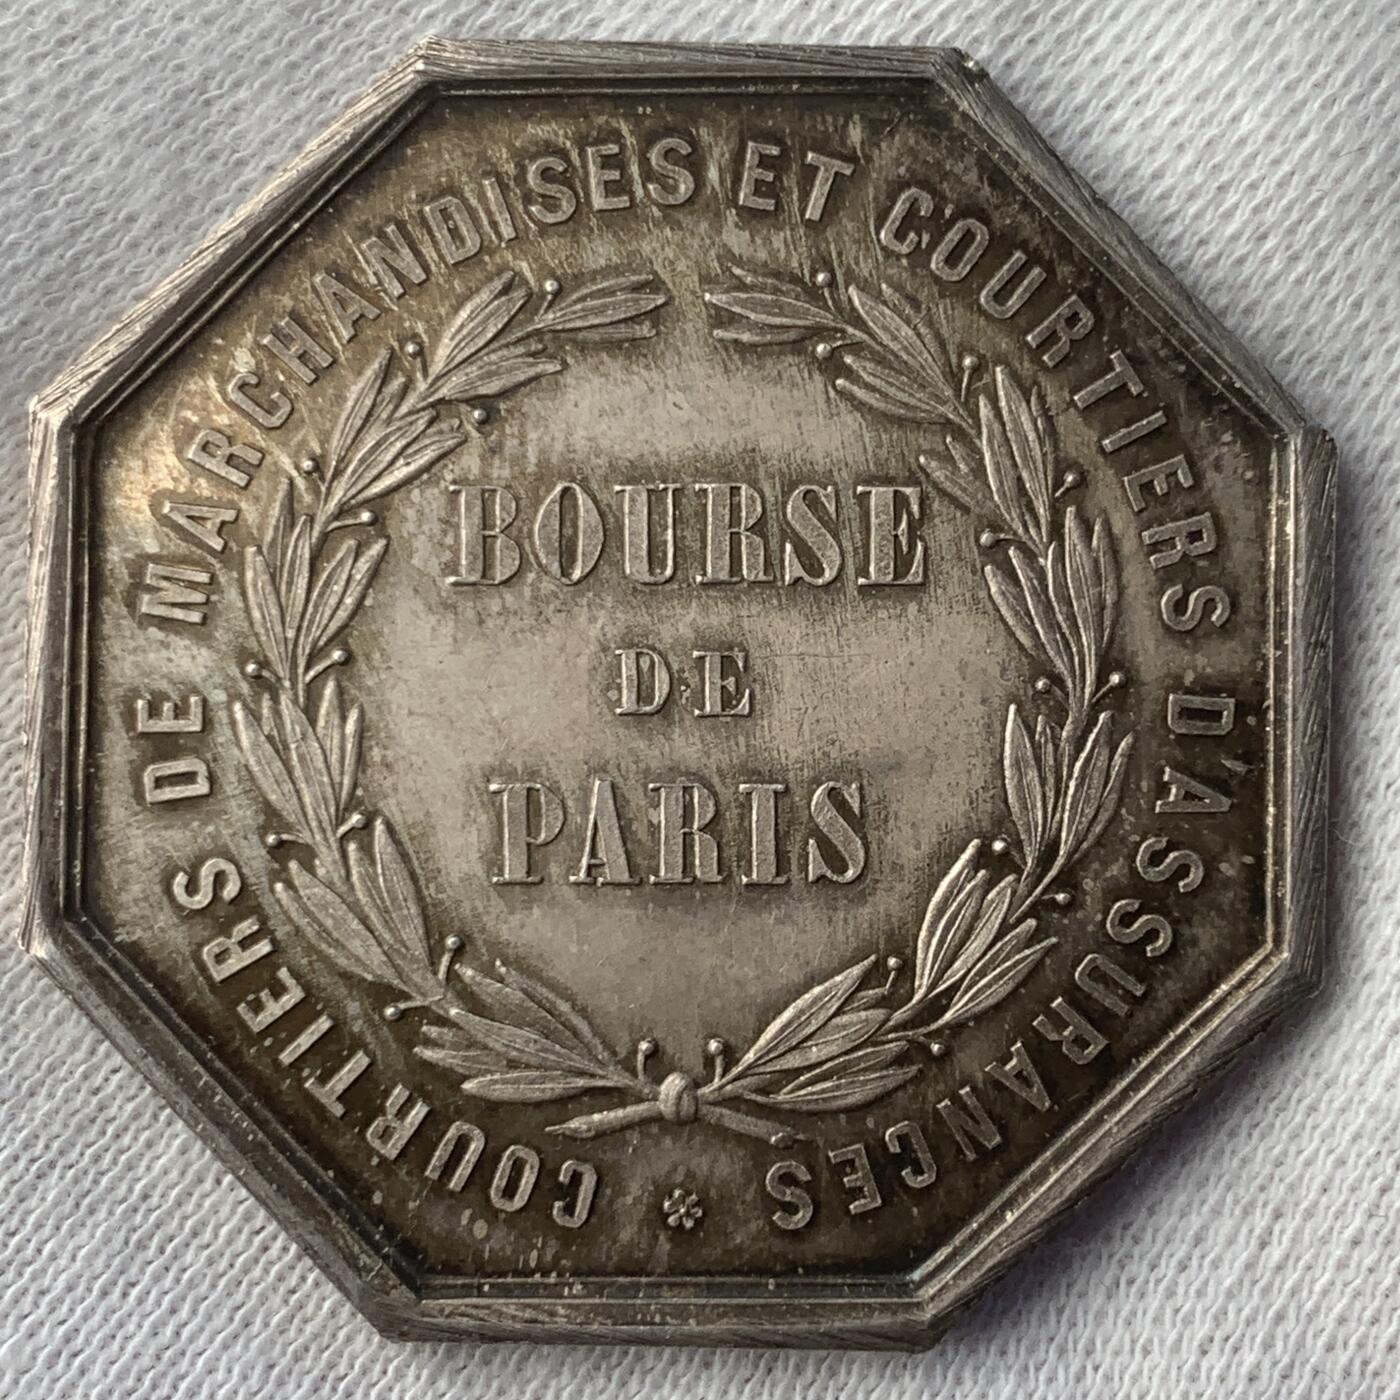 COURTIERS DE MARCHANDISES ET COURTIERS D'ASSURANCES
BOURSE
DE
PARIS